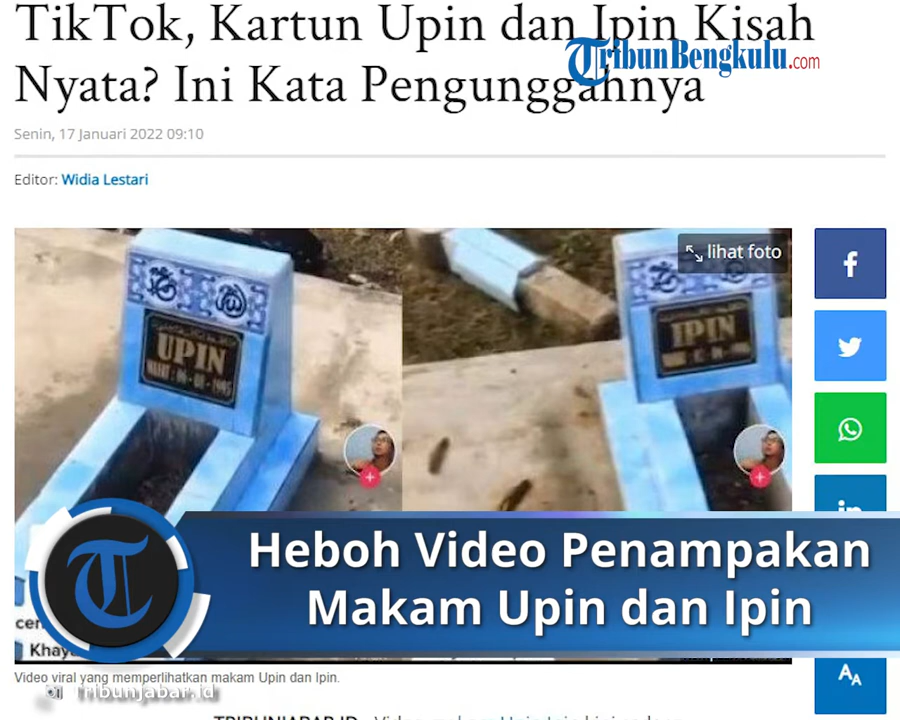 TikTok, Kartun Upin dan Ipin Kisah
Nyata? Ini Kata Pengunggahnya
TribunBengkulu.com
Senin, 17 Januari 2022 09:10
Editor: Widia Lestari
lihat foto
UPIN
IPIN
Heboh Video Penampakan
Makam Upin dan Ipin
Video viral yang memperlihatkan makam Upin dan Ipin.
Tribunjabar.id